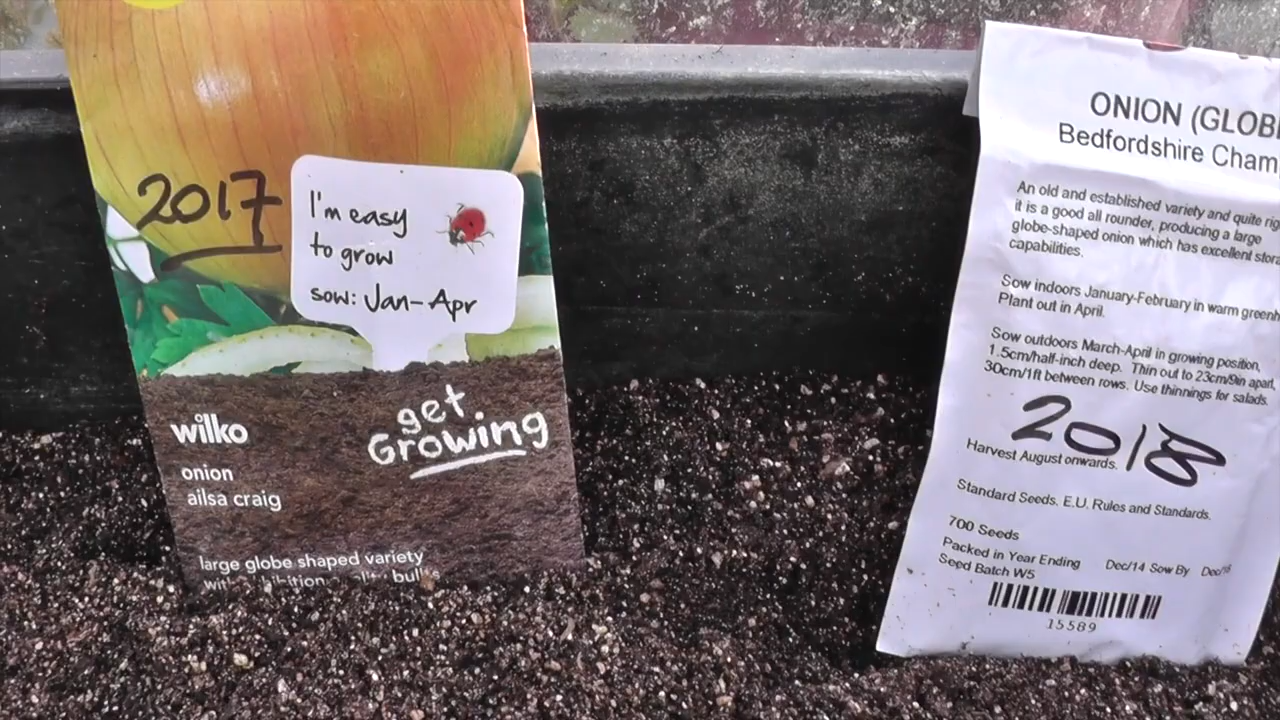 2017
I'm easy
to grow
sow: Jan-Apr
get
Growing
wilko
onion
ailsa craig
large globe shaped variety
ONION (GLOB
Bedfordshire Cham
An old and established variety and quite rig
it is a good all rounder, producing a large
globe-shaped onion which has excellent stora
capabilities.
Sow indoors January-February in warm greenh
Plant out in April.
Sow outdoors March-April in growing position,
1.5cm/half-inch deep. Thin out to 23cm/9in apart,
30cm/1ft between rows. Use thinnings for salads.
2018
Harvest August onwards.
Standard Seeds. E.U. Rules and Standards.
700 Seeds
Packed in Year Ending Dec/14 Sow By Dec/
Seed Batch W5
15589